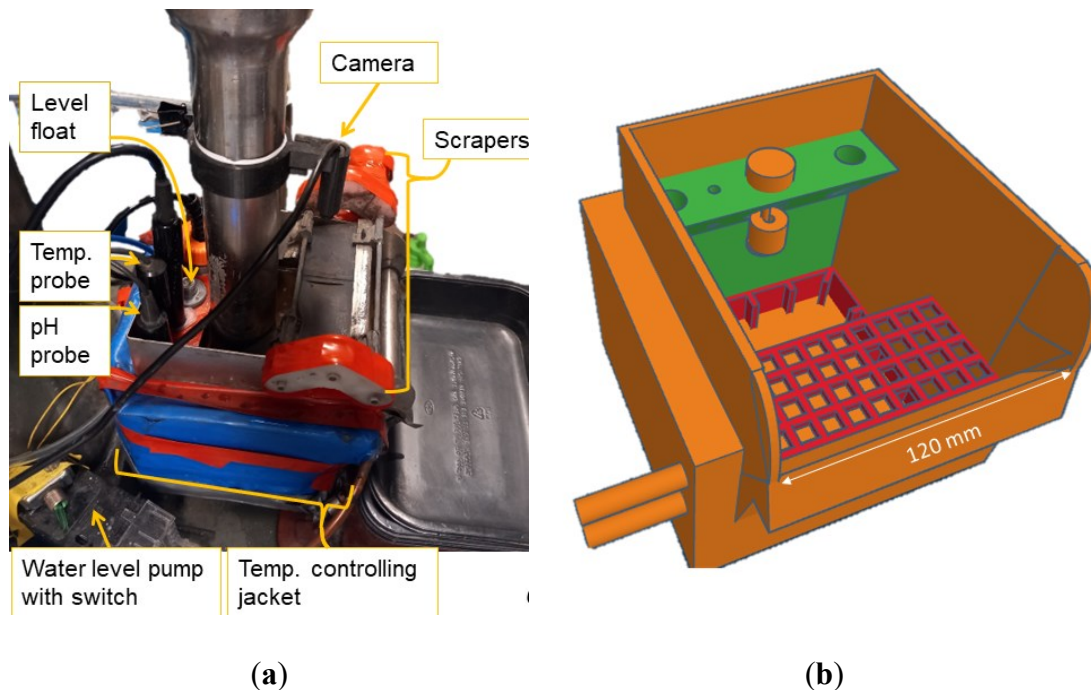 Camera
Level
float
Scrapers
Temp.
probe
pH
probe
120 mm
Water level pump
with switch
Temp. controlling
jacket
(a)
(b)